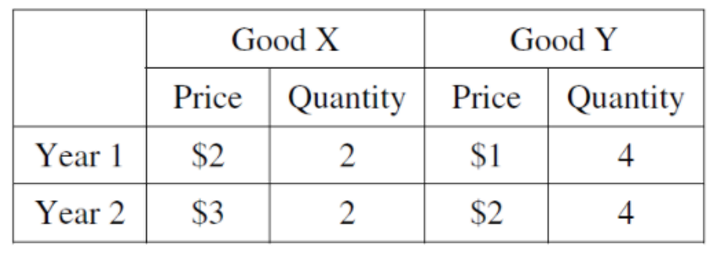 Good X Good Y
Price Quantity Price Quantity
Year 1 $2 2 $1 4
Year 2 $3 2 $2 4